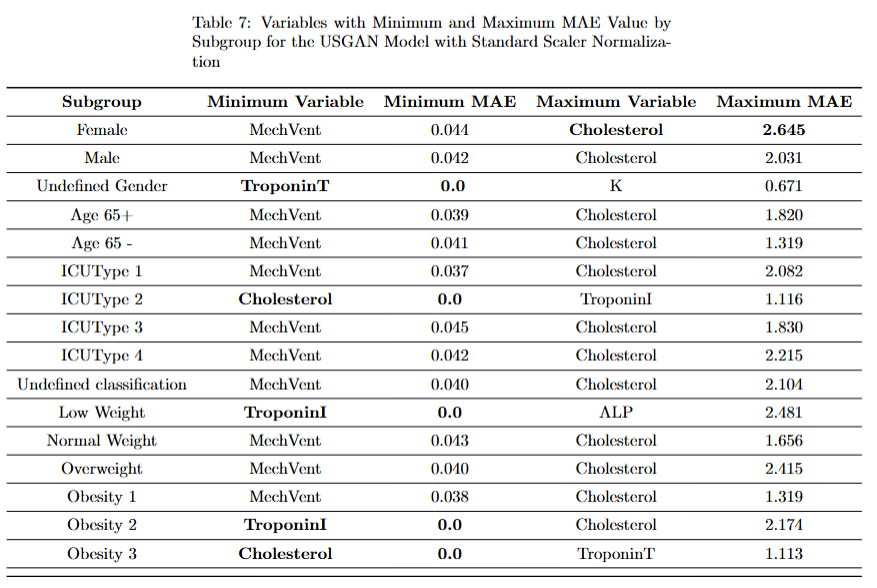 Table 7: Variables with Minimum and Maximum MAE Value by
Subgroup for the USGAN Model with Standard Scaler Normaliza-
tion
Subgroup Minimum Variable Minimum MAE Maximum Variable Maximum MAE
Female MechVent 0.044 Cholesterol 2.645
Male MechVent 0.042 Cholesterol 2.031
Undefined Gender TroponinT 0.0 K 0.671
Age 65+ MechVent 0.039 Cholesterol 1.820
Age 65 - MechVent 0.041 Cholesterol 1.319
ICUType 1 MechVent 0.037 Cholesterol 2.082
ICUType 2 Cholesterol 0.0 TroponinI 1.116
ICUType 3 MechVent 0.045 Cholesterol 1.830
ICUType 4 MechVent 0.042 Cholesterol 2.215
Undefined classification MechVent 0.040 Cholesterol 2.104
Low Weight TroponinI 0.0 ALP 2.481
Normal Weight MechVent 0.043 Cholesterol 1.656
Overweight MechVent 0.040 Cholesterol 2.415
Obesity 1 MechVent 0.038 Cholesterol 1.319
Obesity 2 TroponinI 0.0 Cholesterol 2.174
Obesity 3 Cholesterol 0.0 TroponinT 1.113